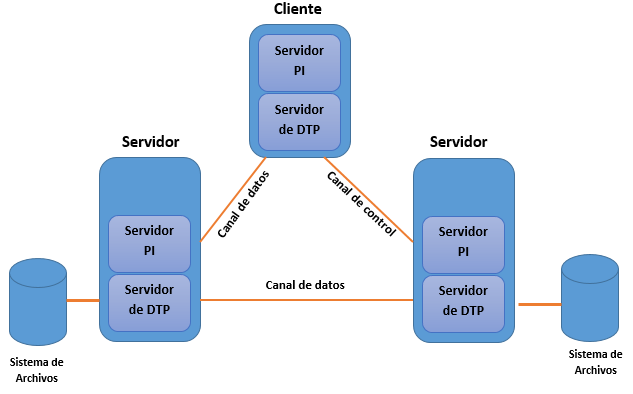 Cliente
Servidor
PI
Servidor
de DTP
Servidor
Servidor
Canal de datos
Canal de control
Servidor
PI
Servidor
de DTP
Servidor
PI
Servidor
de DTP
Canal de datos
Sistema de
Archivos
Sistema de
Archivos